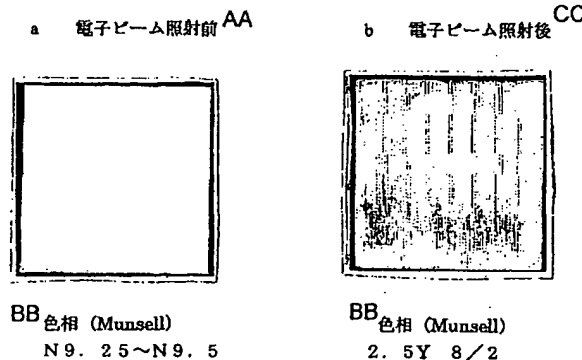 a 電子ビーム照射前 AA
b 電子ビーム照射後 CC
BB 色相 (Munsell)
N9.25~N9.5
BB 色相 (Munsell)
2.5Y 8/2